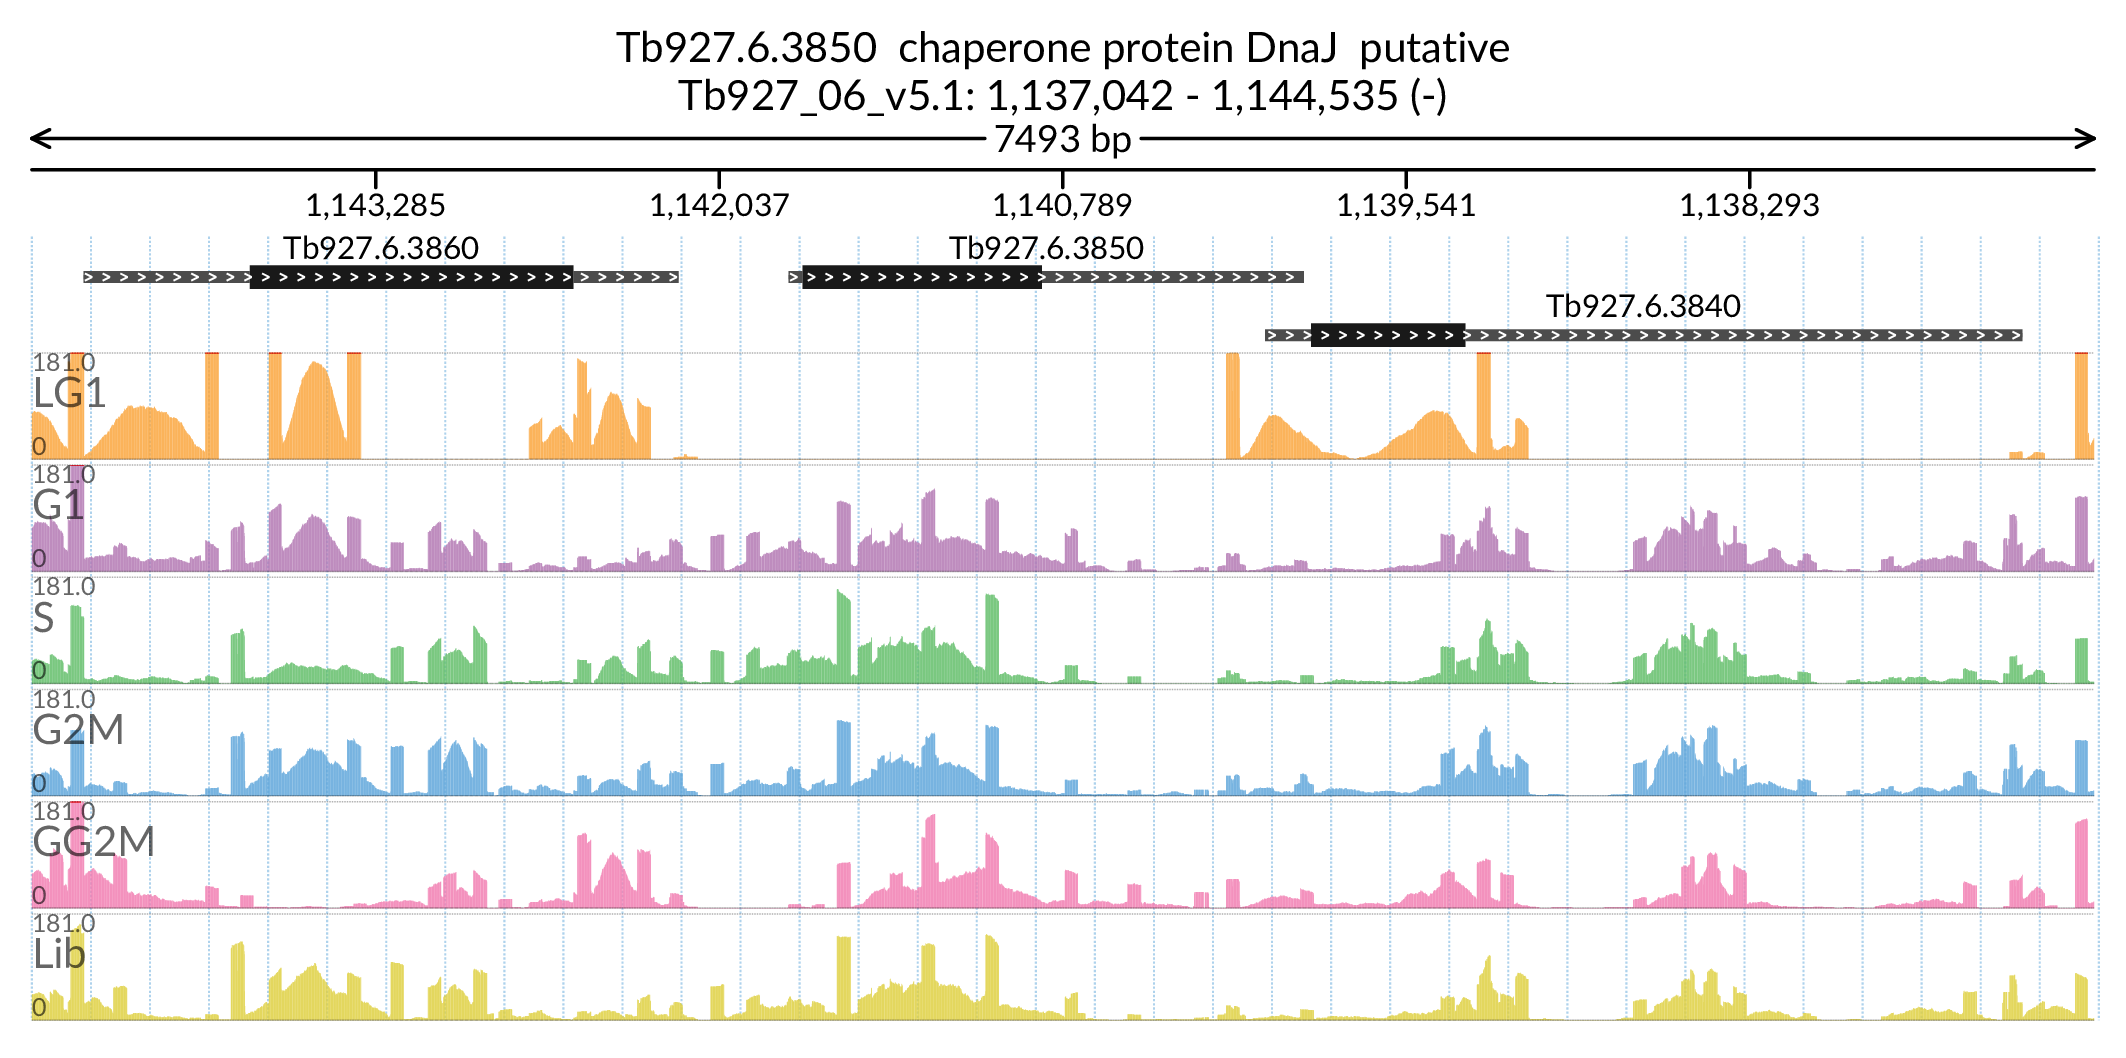 Tb927.6.3850 chaperone protein DnaJ putative
Tb927_06_v5.1: 1,137,042 - 1,144,535 (-)
7493 bp
1,143,285 1,142,037 1,140,789 1,139,541 1,138,293
Tb927.6.3860 Tb927.6.3850
Tb927.6.3840
181.0
LG1
0
181.0
G1
0
181.0
S
0
181.0
G2M
0
181.0
GG2M
0
181.0
Lib
0